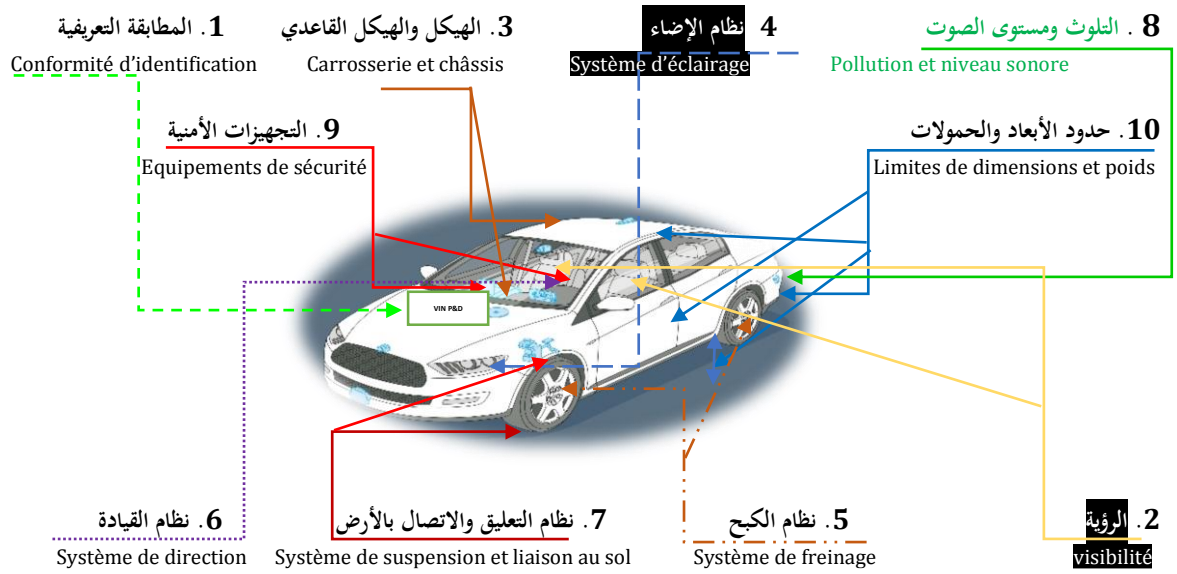 1. المطابقة التعريفية
Conformité d’identification
3. الهيكل والهيكل القاعدي
Carrosserie et châssis
4 نظام الإضاء
Système d’éclairage
8 . التلوث ومستوى الصوت
Pollution et niveau sonore
9. التجهيزات الأمنية
Equipements de sécurité
10. حدود الأبعاد والحمولات
Limites de dimensions et poids
VIN P&D
6. نظام القيادة
Système de direction
7. نظام التعليق والاتصال بالأرض
Système de suspension et liaison au sol
5. نظام الكبح
Système de freinage
2. الرؤية
visibilité